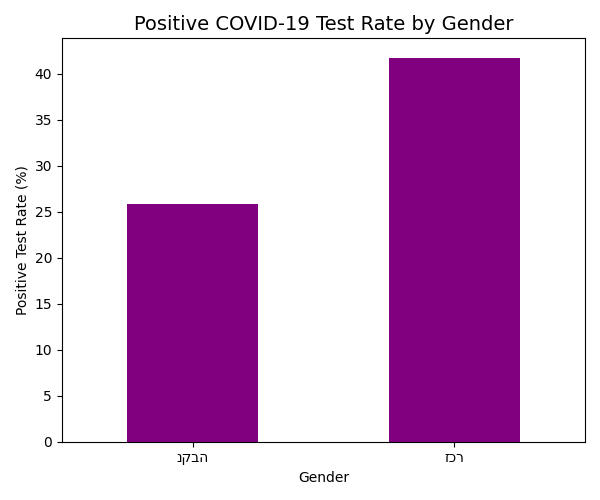 Positive COVID-19 Test Rate by Gender
Positive Test Rate (%)
40
35
30
25
20
15
10
5
0
נקבה
זכר
Gender